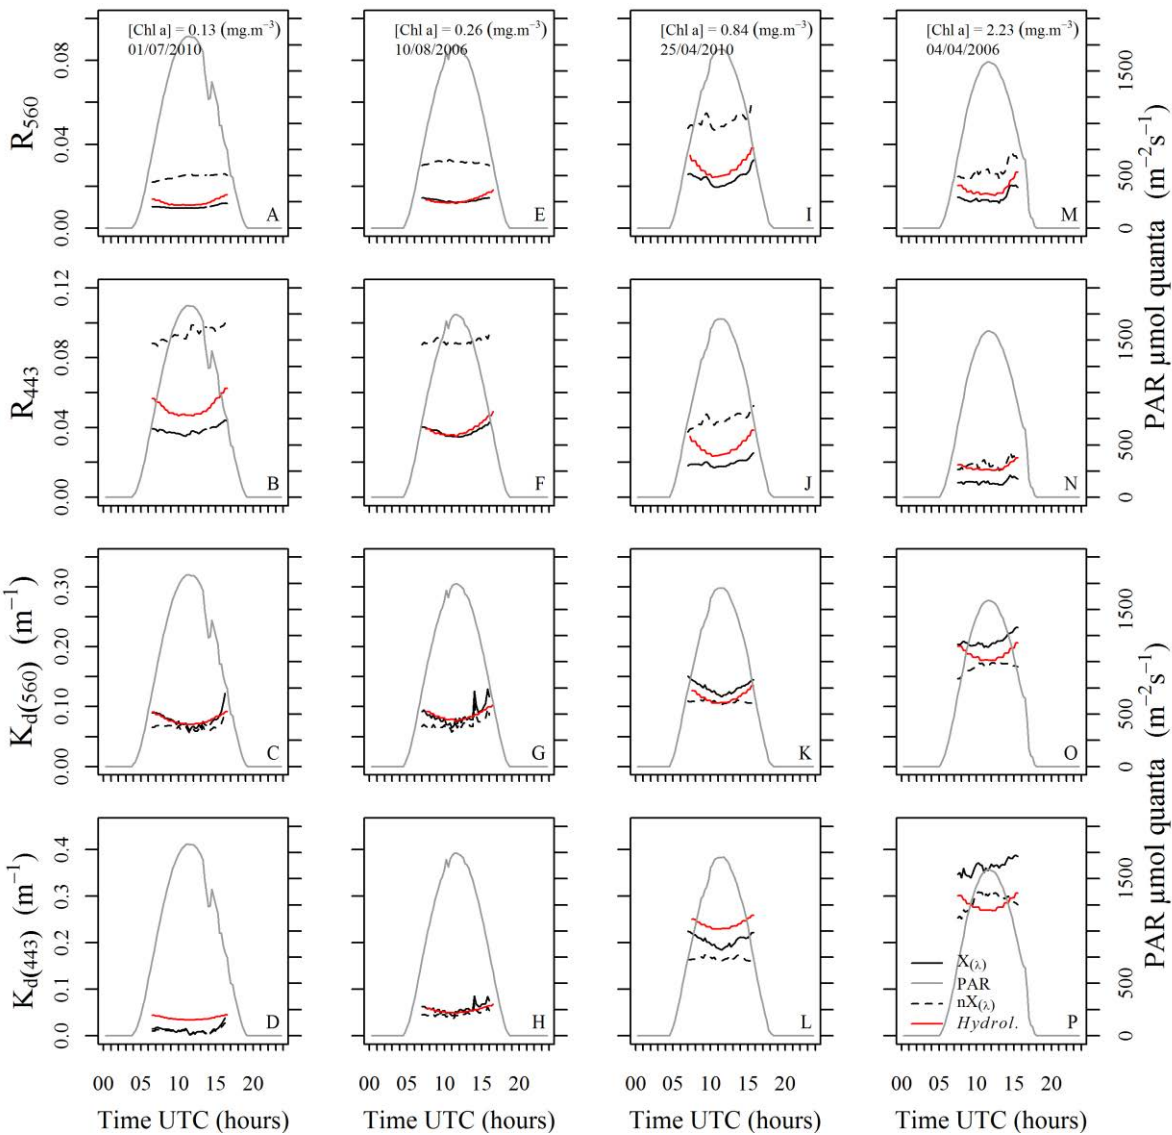 [Chl a] = 0.13 (mg.m⁻³)
01/07/2010
[Chl a] = 0.26 (mg.m⁻³)
10/08/2006
[Chl a] = 0.84 (mg.m⁻³)
25/04/2010
[Chl a] = 2.23 (mg.m⁻³)
04/04/2006
R₅₆₀
0.00 0.04 0.08
A
E
I
M
0 500 1500
R₄₄₃
0.00 0.04 0.08 0.12
B
F
J
N
0 500 1500
PAR μmol quanta (m⁻²s⁻¹)
K_d(560) (m⁻¹)
0.00 0.10 0.20 0.30
C
G
K
O
0 500 1500
K_d(443) (m⁻¹)
0.0 0.1 0.2 0.3 0.4
D
H
L
P
X(λ)
PAR
nX(λ)
Hydrol.
0 500 1500
PAR μmol quanta (m⁻²s⁻¹)
00 05 10 15 20
00 05 10 15 20
00 05 10 15 20
00 05 10 15 20
Time UTC (hours)
Time UTC (hours)
Time UTC (hours)
Time UTC (hours)